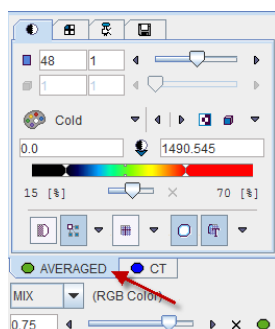 48 1
1 1
Cold
0.0 1490.545
15 [%] 70 [%]
AVERAGED CT
MIX (RGB Color)
0.75